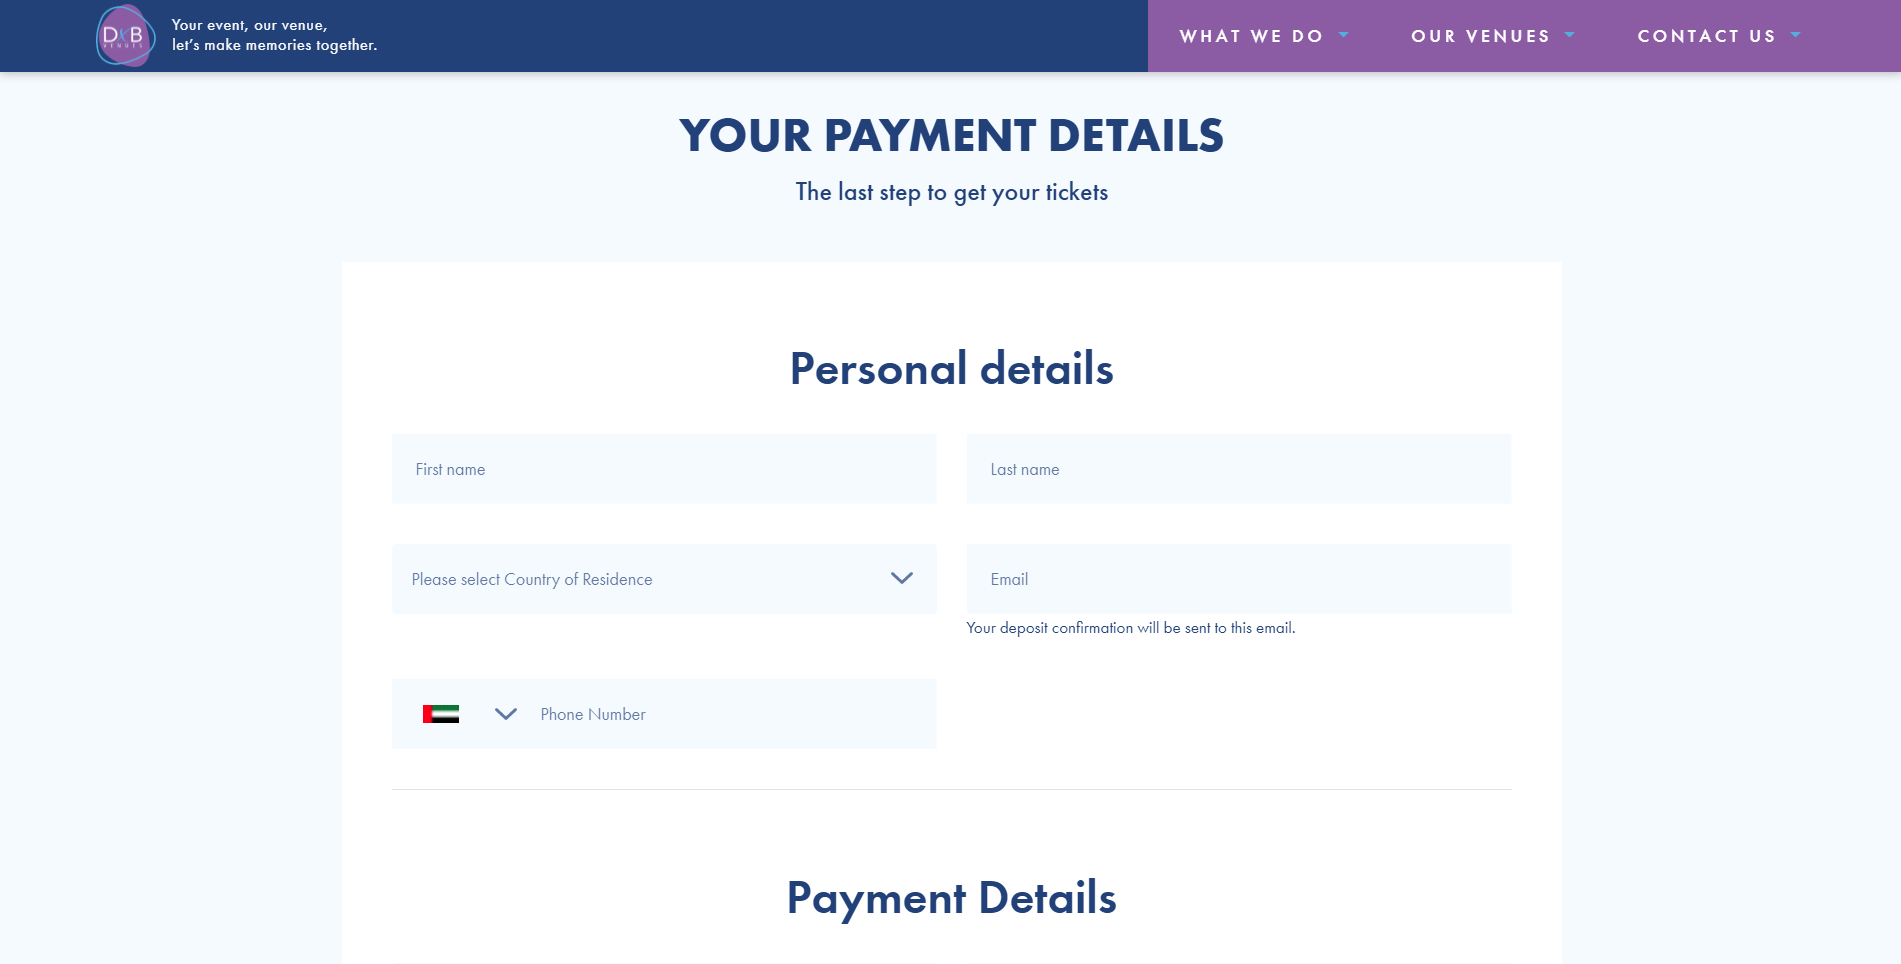 DXB
VENUES
Your event, our venue,
let's make memories together.
WHAT WE DO
OUR VENUES
CONTACT US
YOUR PAYMENT DETAILS
The last step to get your tickets
Personal details
First name
Last name
Please select Country of Residence
Email
Your deposit confirmation will be sent to this email.
Phone Number
Payment Details